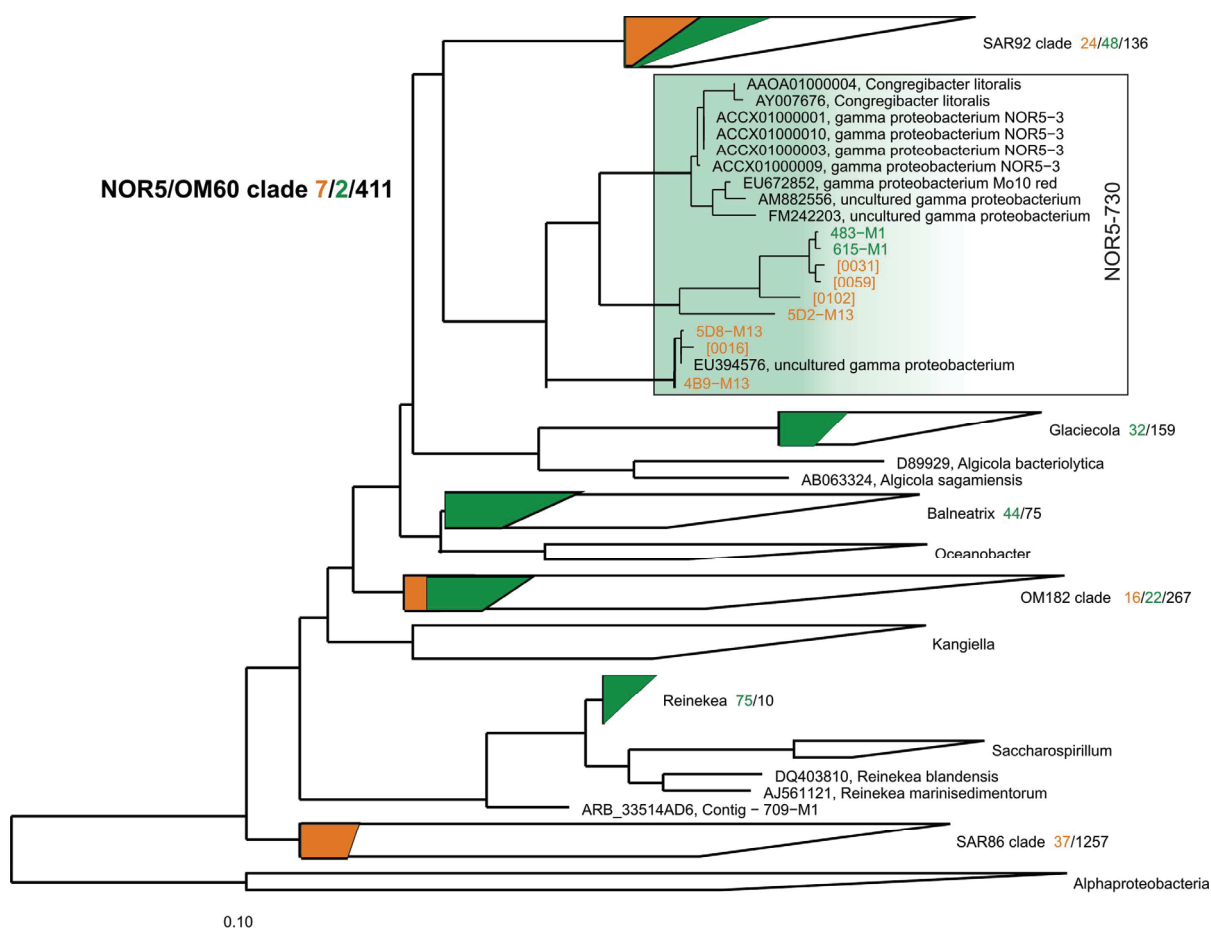 SAR92 clade 24/48/136
AAOA01000004, Congregibacter litoralis
AY007676, Congregibacter litoralis
ACCX01000001, gamma proteobacterium NOR5−3
ACCX01000010, gamma proteobacterium NOR5−3
ACCX01000003, gamma proteobacterium NOR5−3
ACCX01000009, gamma proteobacterium NOR5−3
NOR5/OM60 clade 7/2/411
EU672852, gamma proteobacterium Mo10 red
AM882556, uncultured gamma proteobacterium
FM242203, uncultured gamma proteobacterium
NOR5-730
483−M1
615−M1
[0031]
[0059]
[0102]
5D2−M13
5D8−M13
[0016]
EU394576, uncultured gamma proteobacterium
4B9−M13
Glaciecola 32/159
D89929, Algicola bacteriolytica
AB063324, Algicola sagamiensis
Balneatrix 44/75
Oceanobacter
OM182 clade 16/22/267
Kangiella
Reinekea 75/10
Saccharospirillum
DQ403810, Reinekea blandensis
AJ561121, Reinekea marinisedimentorum
ARB_33514AD6, Contig − 709−M1
SAR86 clade 37/1257
Alphaproteobacteria
0.10